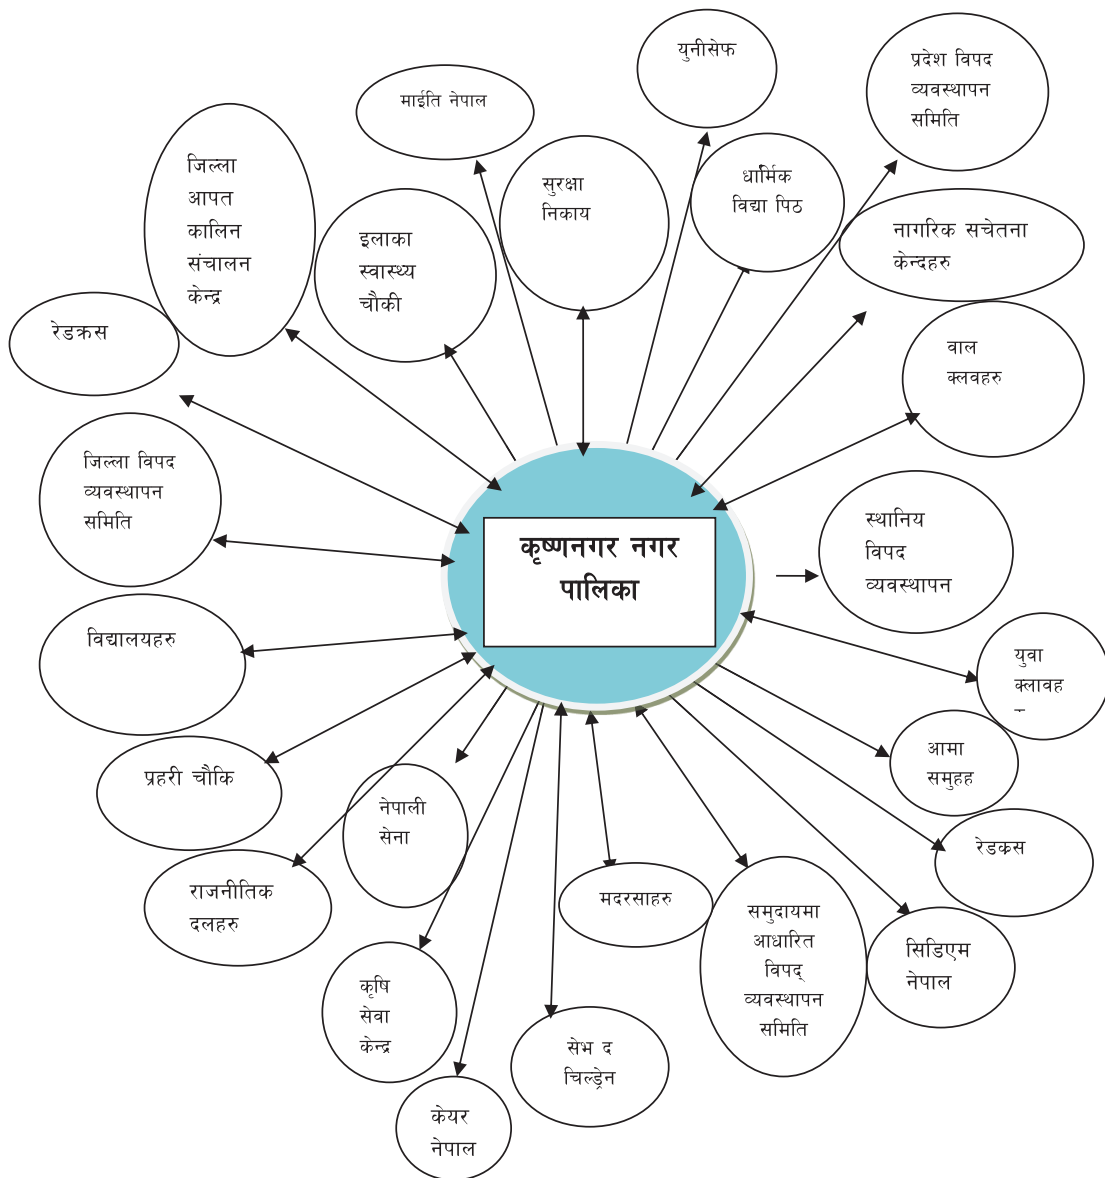 युनीसेफ
प्रदेश विपद
व्यवस्थापन
समिति
माईति नेपाल
जिल्ला
आपत
कालिन
संचालन
केन्द्र
सुरक्षा
निकाय
धार्मिक
विद्या पिठ
इलाका
स्वास्थ्य
चौकी
नागरिक सचेतना
केन्दहरु
रेडक्रस
वाल
क्लवहरु
जिल्ला विपद
व्यवस्थापन
समिति
स्थानिय
विपद
व्यवस्थापन
कृष्णनगर नगर
पालिका
विद्यालयहरु
युवा
क्लावह
आमा
समुहह
प्रहरी चौकि
नेपाली
सेना
रेडक्रस
राजनीतिक
दलहरु
मदरसाहरु
समुदायमा
आधारित
विपद्
व्यवस्थापन
समिति
सिडिएम
नेपाल
कृषि
सेवा
केन्द्र
सेभ द
चिल्ड्रेन
केयर
नेपाल